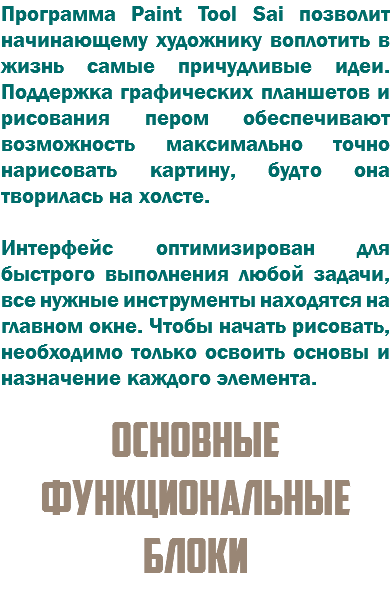 Программа Paint Tool Sai позволит
начинающему художнику воплотить в
жизнь самые причудливые идеи.
Поддержка графических планшетов и
рисования пером обеспечивают
возможность максимально точно
нарисовать картину, будто она
творилась на холсте.
Интерфейс оптимизирован для
быстрого выполнения любой задачи,
все нужные инструменты находятся на
главном окне. Чтобы начать рисовать,
необходимо только освоить основы и
назначение каждого элемента.
ОСНОВНЫЕ
ФУНКЦИОНАЛЬНЫЕ
БЛОКИ